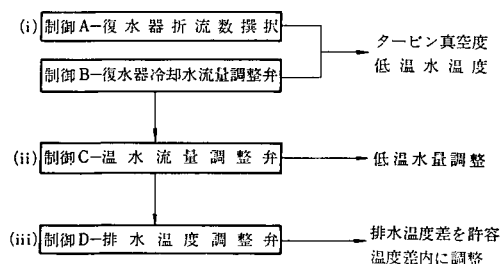 (i) 制御A－復水器折流数撰択
タービン真空度
低温水温度
制御B－復水器冷却水流量調整弁
(ii) 制御C－温水流量調整弁
低温水量調整
(iii) 制御D－排水温度調整弁
排水温度差を許容
温度差内に調整